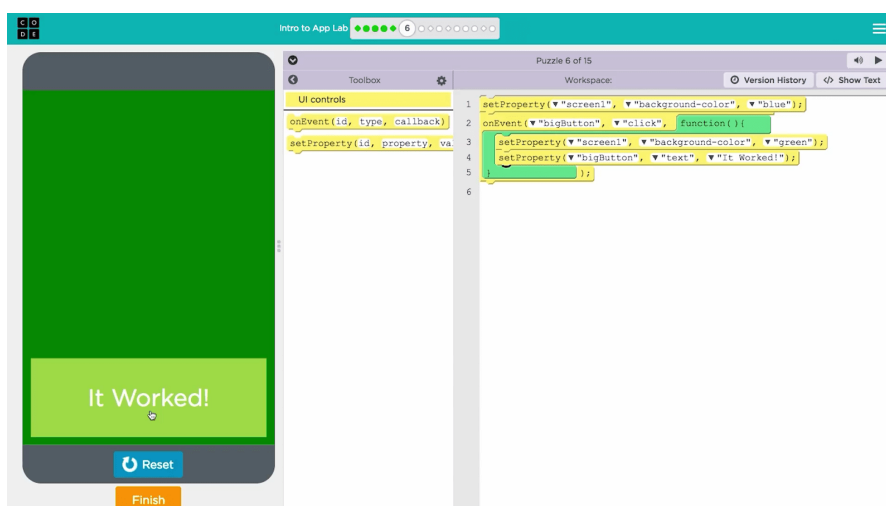 C O
D E
Intro to App Lab 6
Puzzle 6 of 15
Toolbox
Workspace:
Version History
</> Show Text
UI controls
onEvent(id, type, callback)
setProperty(id, property, va
1 setProperty(▼ "screen1", ▼ "background-color", ▼ "blue");
2 onEvent(▼ "bigButton", ▼ "click", function(){
3 setProperty(▼ "screen1", ▼ "background-color", ▼ "green");
4 setProperty(▼ "bigButton", ▼ "text", ▼ "It Worked!");
5 } );
6
It Worked!
Reset
Finish